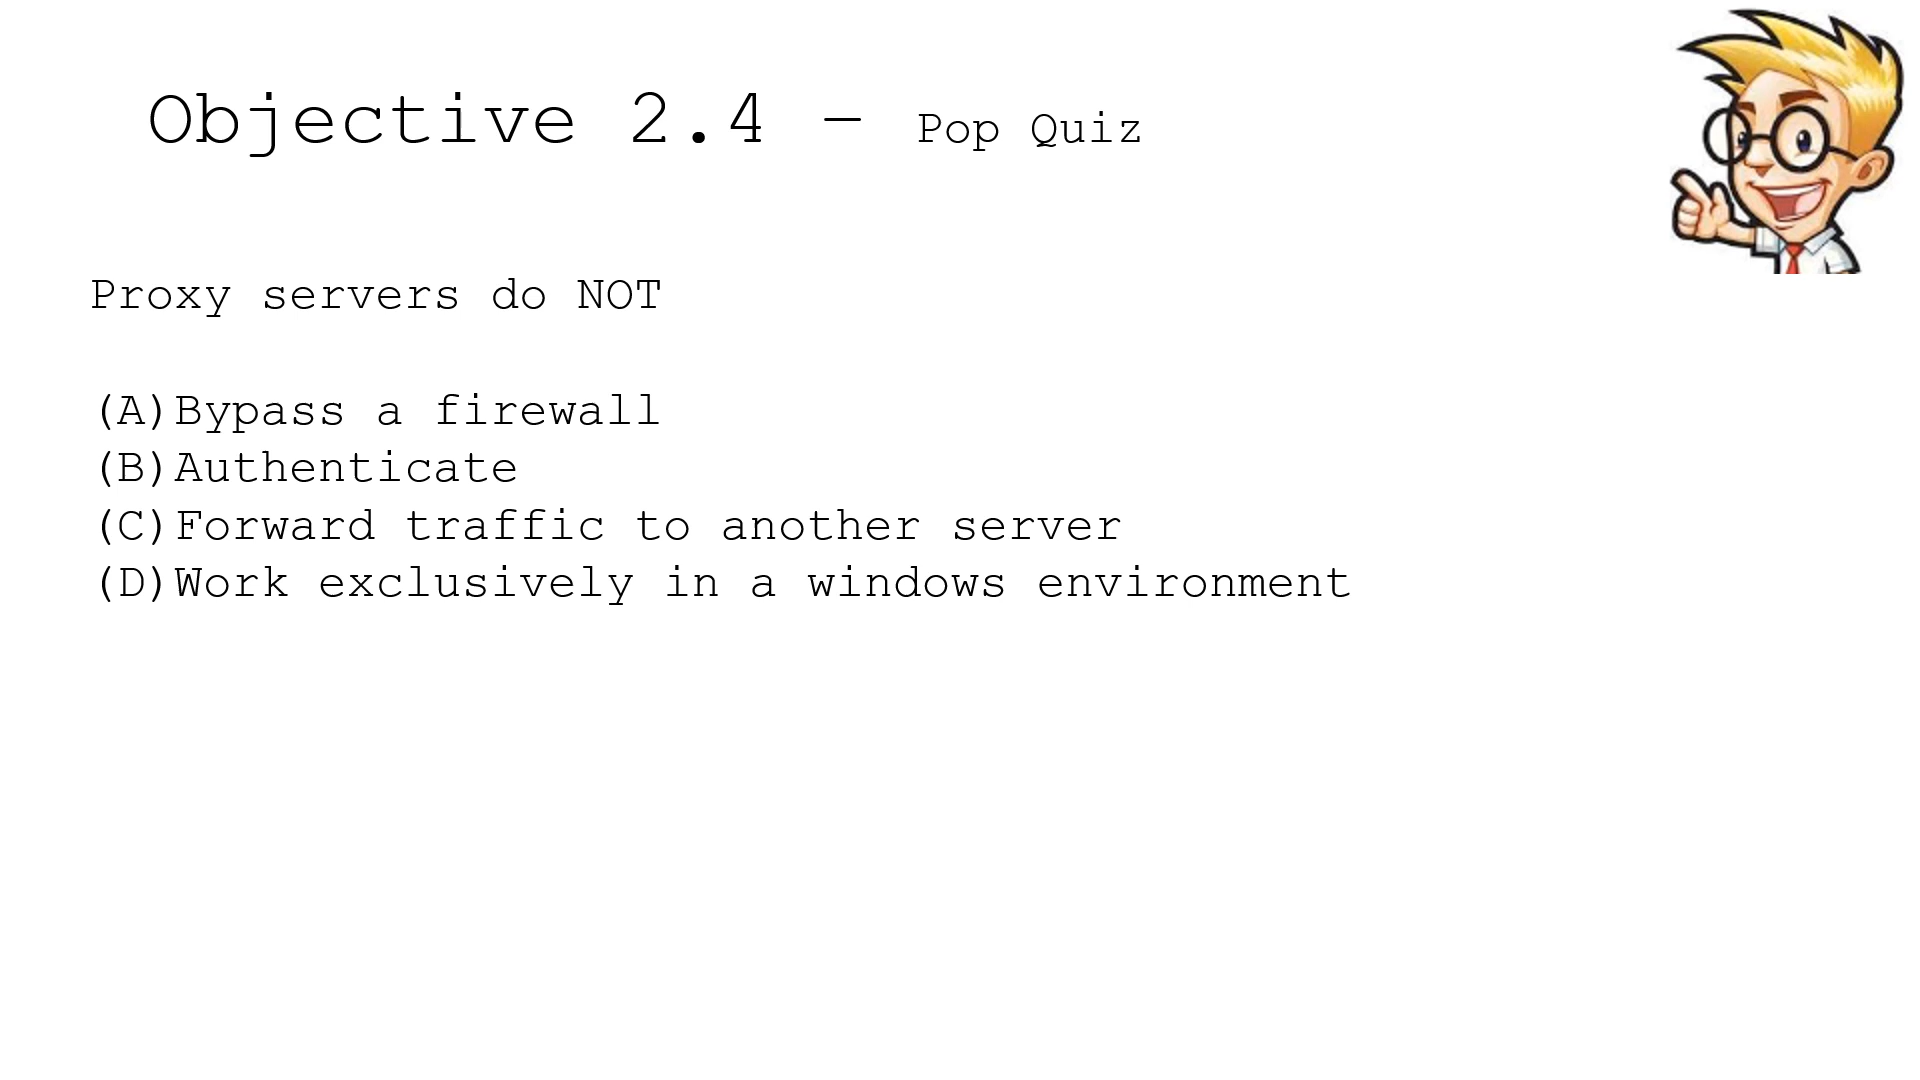 Objective 2.4 – Pop Quiz
Proxy servers do NOT
(A)Bypass a firewall
(B)Authenticate
(C)Forward traffic to another server
(D)Work exclusively in a windows environment